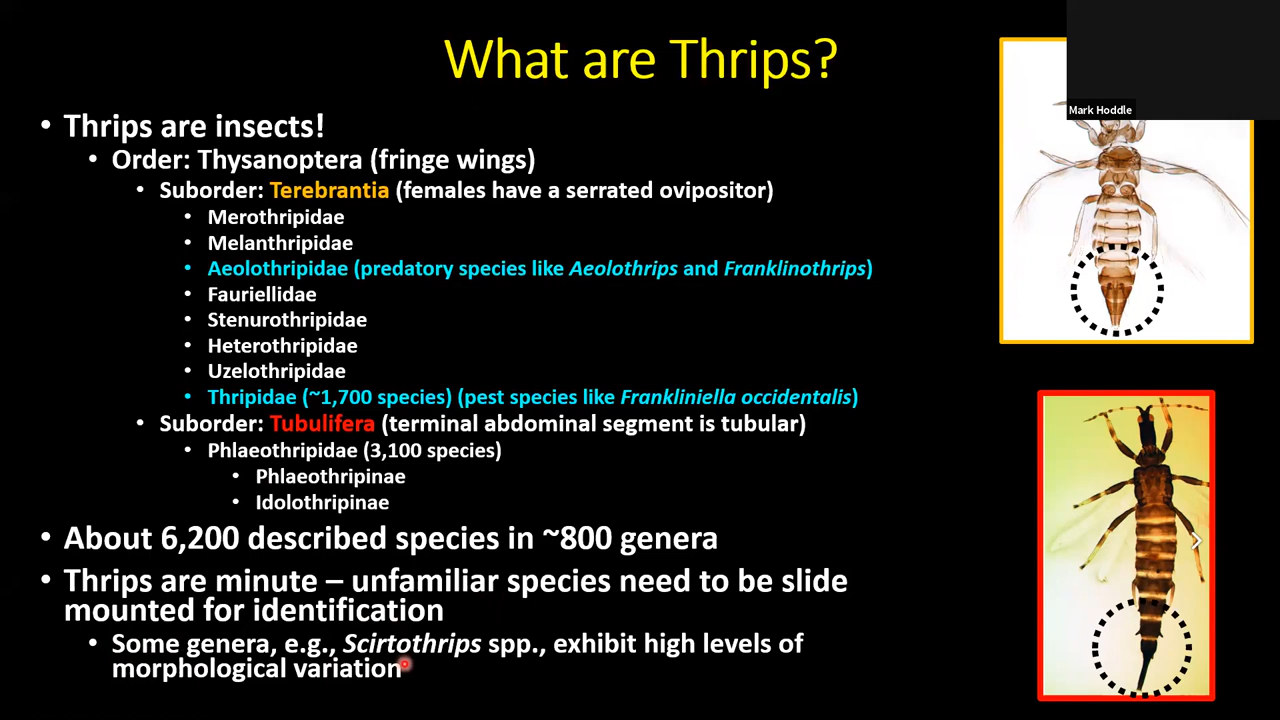 What are Thrips?
Mark Hoddle
• Thrips are insects!
• Order: Thysanoptera (fringe wings)
• Suborder: Terebrantia (females have a serrated ovipositor)
• Merothripidae
• Melanthripidae
• Aeolothripidae (predatory species like Aeolothrips and Franklinothrips)
• Fauriellidae
• Stenurothripidae
• Heterothripidae
• Uzelothripidae
• Thripidae (~1,700 species) (pest species like Frankliniella occidentalis)
• Suborder: Tubulifera (terminal abdominal segment is tubular)
• Phlaeothripidae (3,100 species)
• Phlaeothripinae
• Idolothripinae
• About 6,200 described species in ~800 genera
• Thrips are minute – unfamiliar species need to be slide
mounted for identification
• Some genera, e.g., Scirtothrips spp., exhibit high levels of
morphological variation